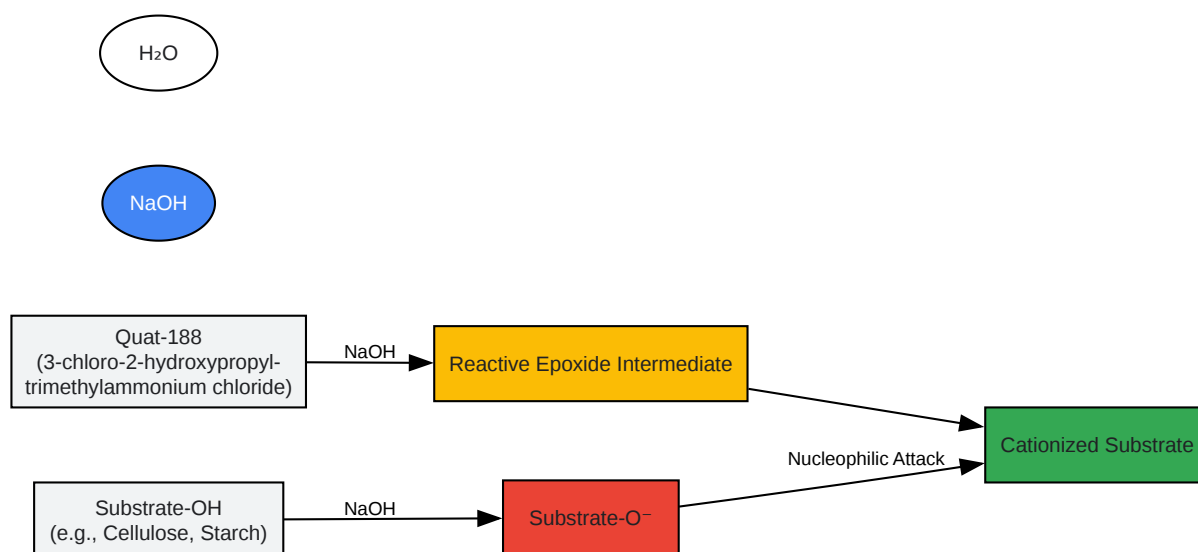 H₂O
NaOH
Quat-188
(3-chloro-2-hydroxypropyl-
trimethylammonium chloride)
NaOH
Reactive Epoxide Intermediate
Cationized Substrate
Nucleophilic Attack
Substrate-OH
(e.g., Cellulose, Starch)
NaOH
Substrate-O⁻